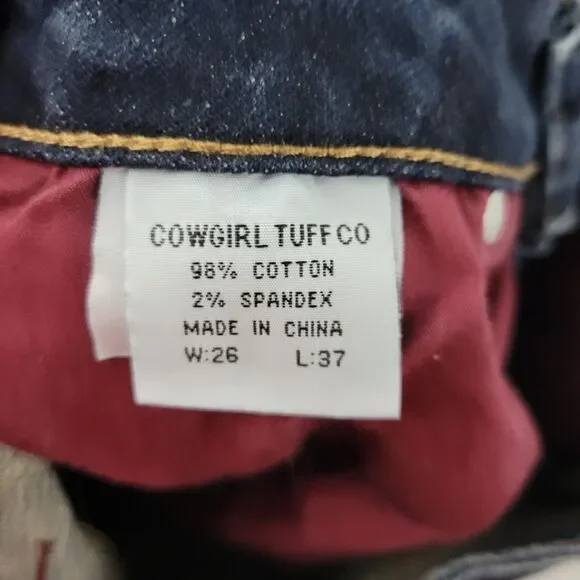 COWGIRL TUFF CO
98% COTTON
2% SPANDEX
MADE IN CHINA
W:26 L:37